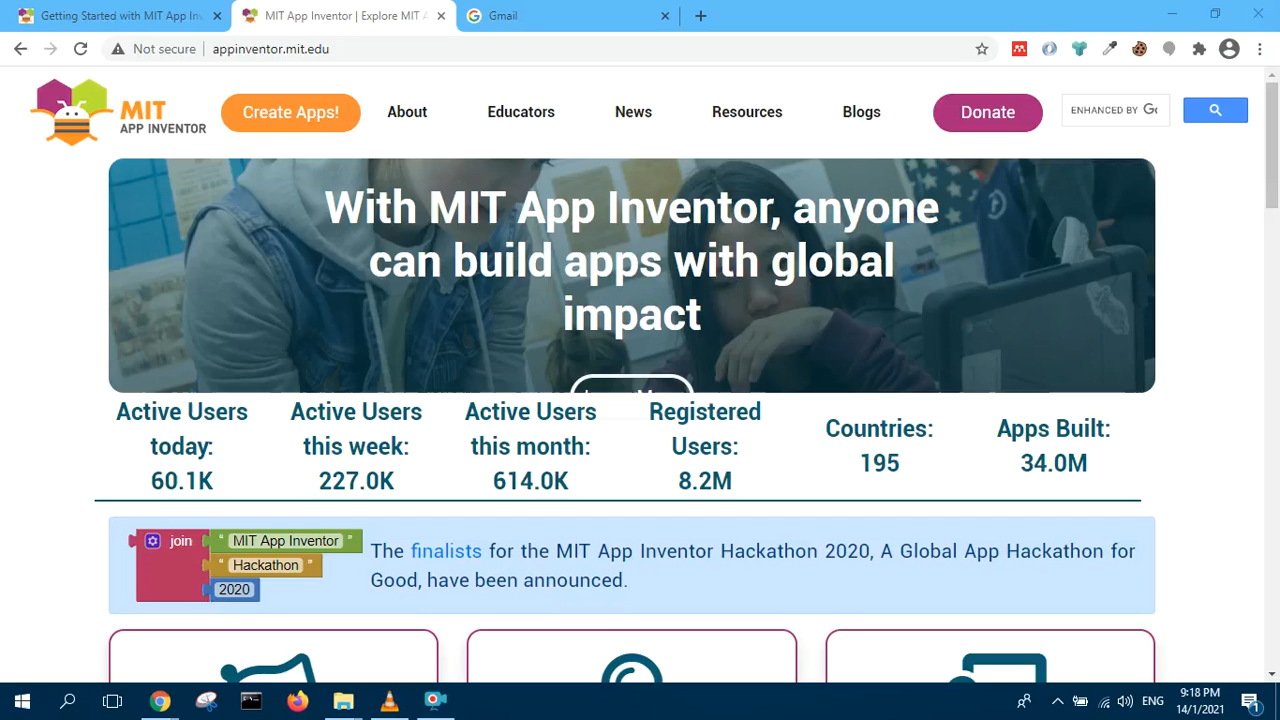 Getting Started with MIT App Inv
MIT App Inventor | Explore MIT A
Gmail
Not secure
appinventor.mit.edu
MIT
APP INVENTOR
Create Apps!
About
Educators
News
Resources
Blogs
Donate
ENHANCED BY G
With MIT App Inventor, anyone
can build apps with global
impact
Active Users
today:
60.1K
Active Users
this week:
227.0K
Active Users
this month:
614.0K
Registered
Users:
8.2M
Countries:
195
Apps Built:
34.0M
join
“ MIT App Inventor ”
“ Hackathon ”
2020
The finalists for the MIT App Inventor Hackathon 2020, A Global App Hackathon for
Good, have been announced.
ENG
9:18 PM
14/1/2021
1